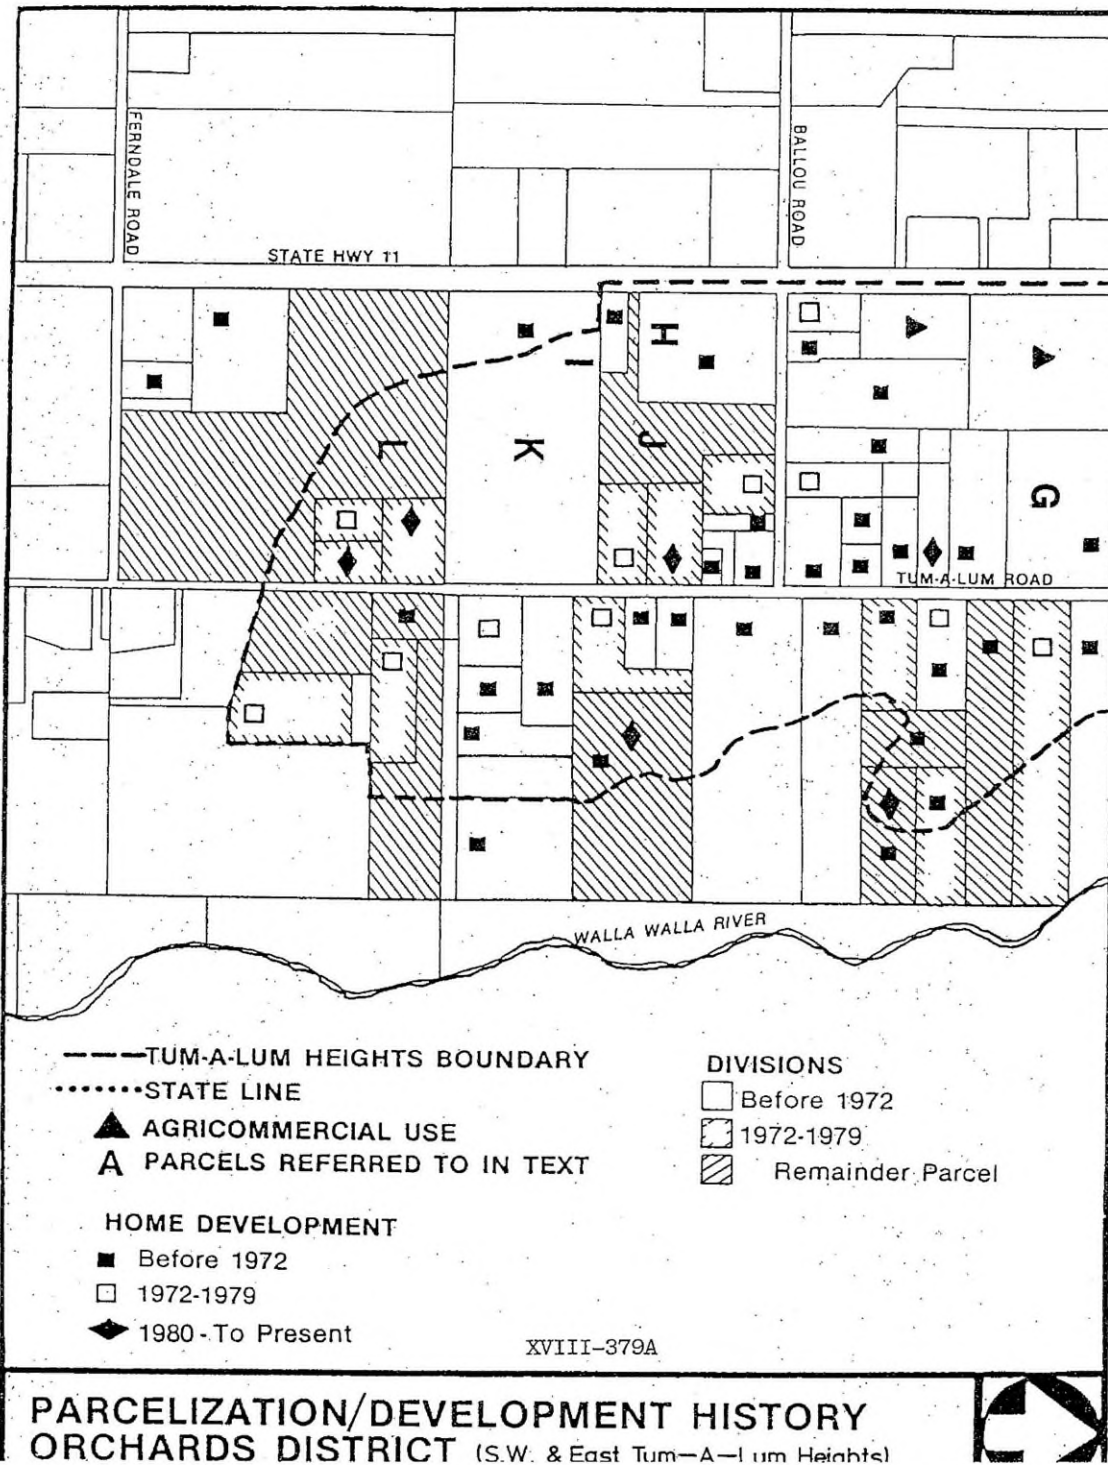 FERNDALE ROAD
BALLOU ROAD
STATE HWY 11
H
I
L
K
J
G
TUM-A-LUM ROAD
WALLA WALLA RIVER
TUM-A-LUM HEIGHTS BOUNDARY
STATE LINE
AGRICOMMERCIAL USE
A PARCELS REFERRED TO IN TEXT
HOME DEVELOPMENT
Before 1972
1972-1979
1980-To Present
DIVISIONS
Before 1972
1972-1979
Remainder Parcel
XVIII-379A
PARCELIZATION/DEVELOPMENT HISTORY
ORCHARDS DISTRICT (S.W. & East Tum-A-Lum Heights)